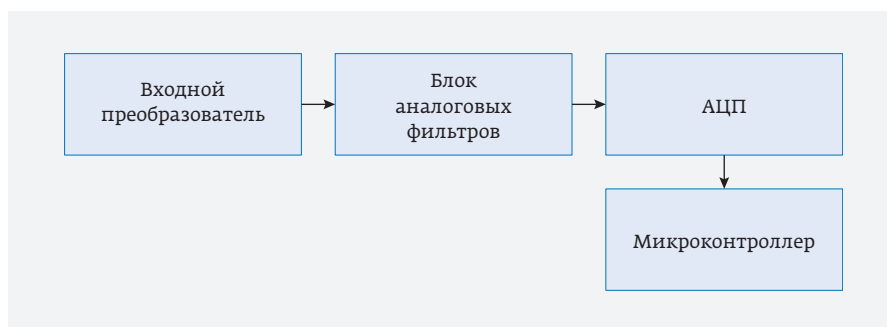 Входной
преобразователь
Блок
аналоговых
фильтров
АЦП
Микроконтроллер